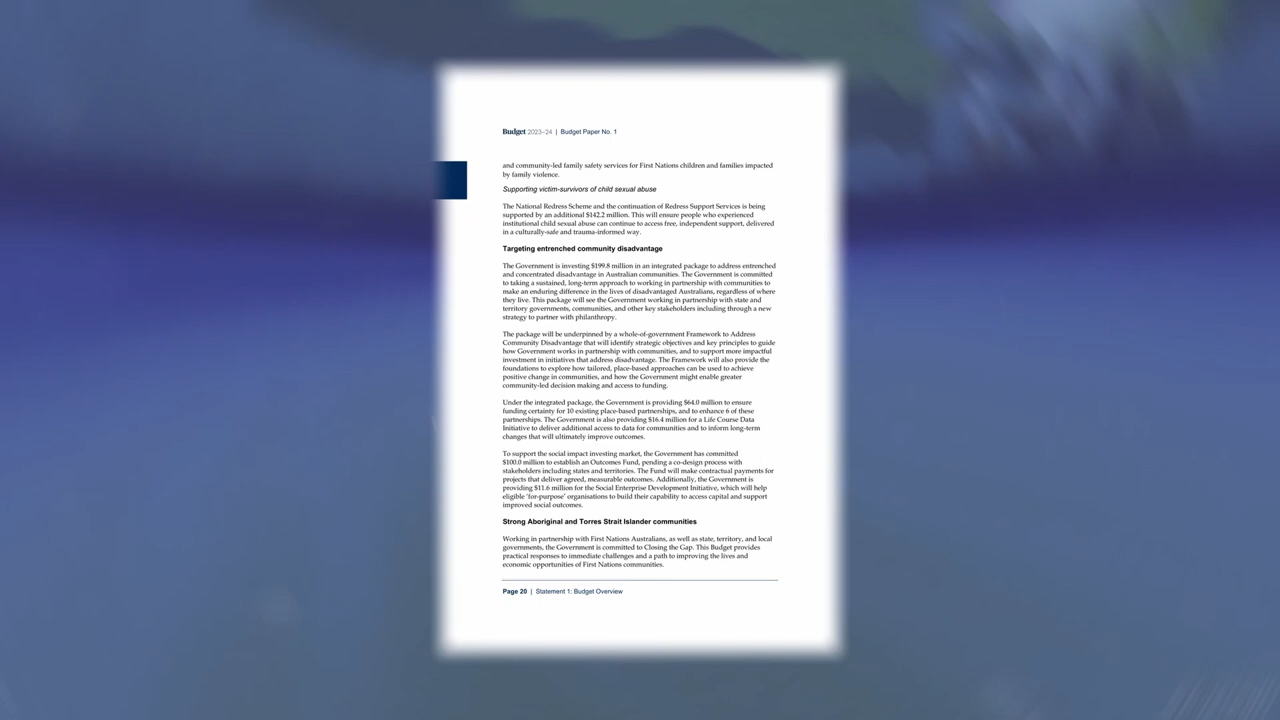 Budget 2023–24 | Budget Paper No. 1
and community-led family safety services for First Nations children and families impacted
by family violence.
Supporting victim-survivors of child sexual abuse
The National Redress Scheme and the continuation of Redress Support Services is being
supported by an additional $142.2 million. This will ensure people who experienced
institutional child sexual abuse can continue to access free, independent support, delivered
in a culturally-safe and trauma-informed way.
Targeting entrenched community disadvantage
The Government is investing $199.8 million in an integrated package to address entrenched
and concentrated disadvantage in Australian communities. The Government is committed
to taking a sustained, long-term approach to working in partnership with communities to
make an enduring difference in the lives of disadvantaged Australians, regardless of where
they live. This package will see the Government working in partnership with state and
territory governments, communities, and other key stakeholders including through a new
strategy to partner with philanthropy.
The package will be underpinned by a whole-of-government Framework to Address
Community Disadvantage that will identify strategic objectives and key principles to guide
how Government works in partnership with communities, and to support more impactful
investment in initiatives that address disadvantage. The Framework will also provide the
foundations to explore how tailored, place-based approaches can be used to achieve
positive change in communities, and how the Government might enable greater
community-led decision making and access to funding.
Under the integrated package, the Government is providing $64.0 million to ensure
funding certainty for 10 existing place-based partnerships, and to enhance 6 of these
partnerships. The Government is also providing $16.4 million for a Life Course Data
Initiative to deliver additional access to data for communities and to inform long-term
changes that will ultimately improve outcomes.
To support the social impact investing market, the Government has committed
$100.0 million to establish an Outcomes Fund, pending a co-design process with
stakeholders including states and territories. The Fund will make contractual payments for
projects that deliver agreed, measurable outcomes. Additionally, the Government is
providing $11.6 million for the Social Enterprise Development Initiative, which will help
eligible ‘for-purpose’ organisations to build their capability to access capital and support
improved social outcomes.
Strong Aboriginal and Torres Strait Islander communities
Working in partnership with First Nations Australians, as well as state, territory, and local
governments, the Government is committed to Closing the Gap. This Budget provides
practical responses to immediate challenges and a path to improving the lives and
economic opportunities of First Nations communities.
Page 20 | Statement 1: Budget Overview